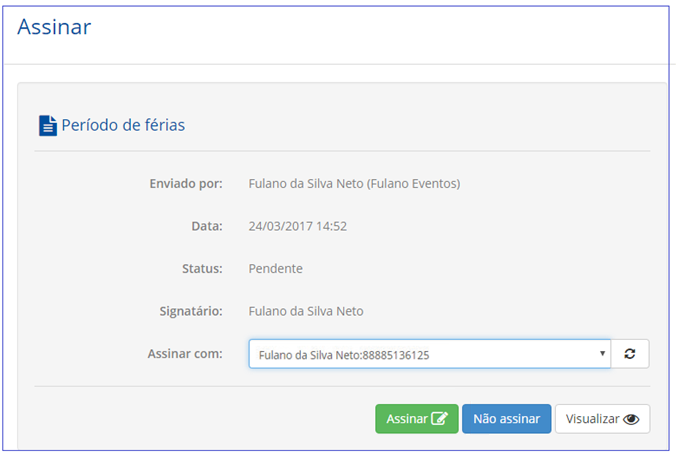 Assinar
Período de férias
Enviado por: Fulano da Silva Neto (Fulano Eventos)
Data: 24/03/2017 14:52
Status: Pendente
Signatário: Fulano da Silva Neto
Assinar com: Fulano da Silva Neto:88885136125
Assinar Não assinar Visualizar